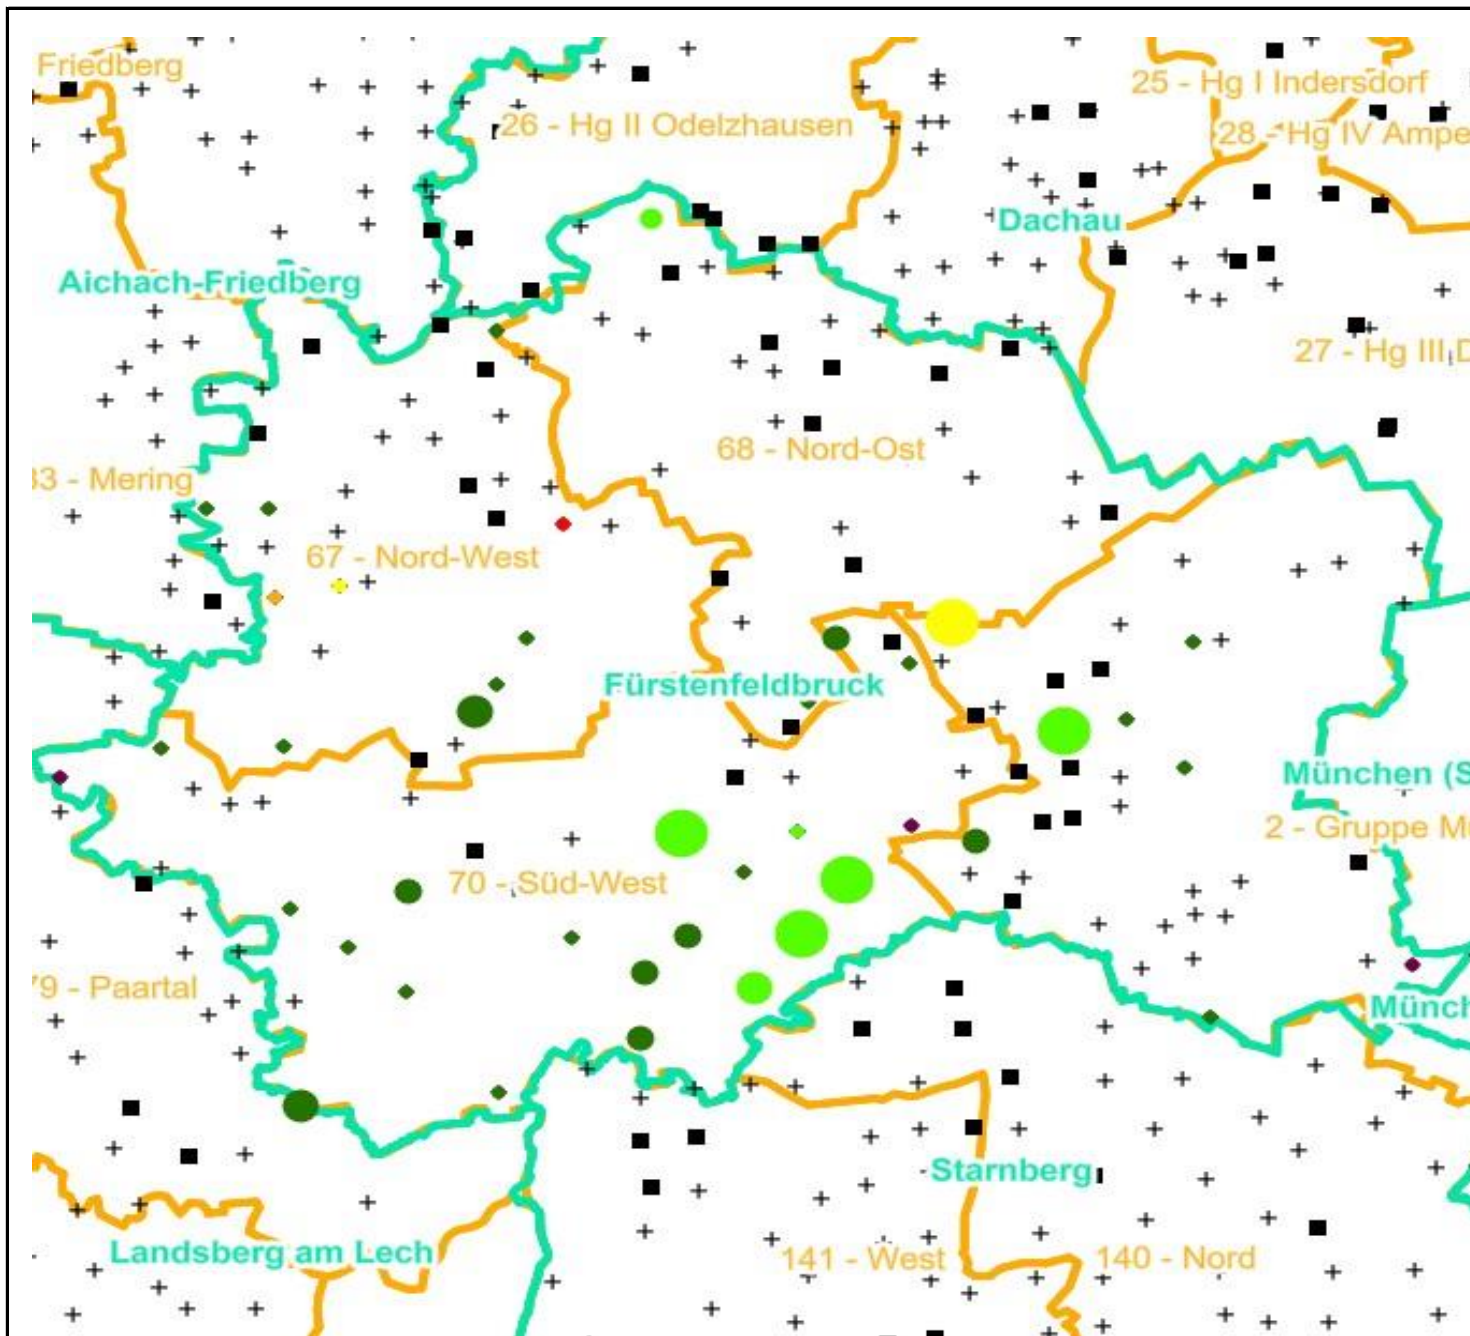 Friedberg
25 - Hg I Indersdorf
26 - Hg II Odelzhausen
28 - Hg IV Ampe
Dachau
Aichach-Friedberg
27 - Hg III D
68 - Nord-Ost
83 - Mering
67 - Nord-West
Fürstenfeldbruck
München (S
2 - Gruppe Mü
70 - Süd-West
79 - Paartal
Münch
Starnberg
Landsberg am Lech
141 - West
140 - Nord